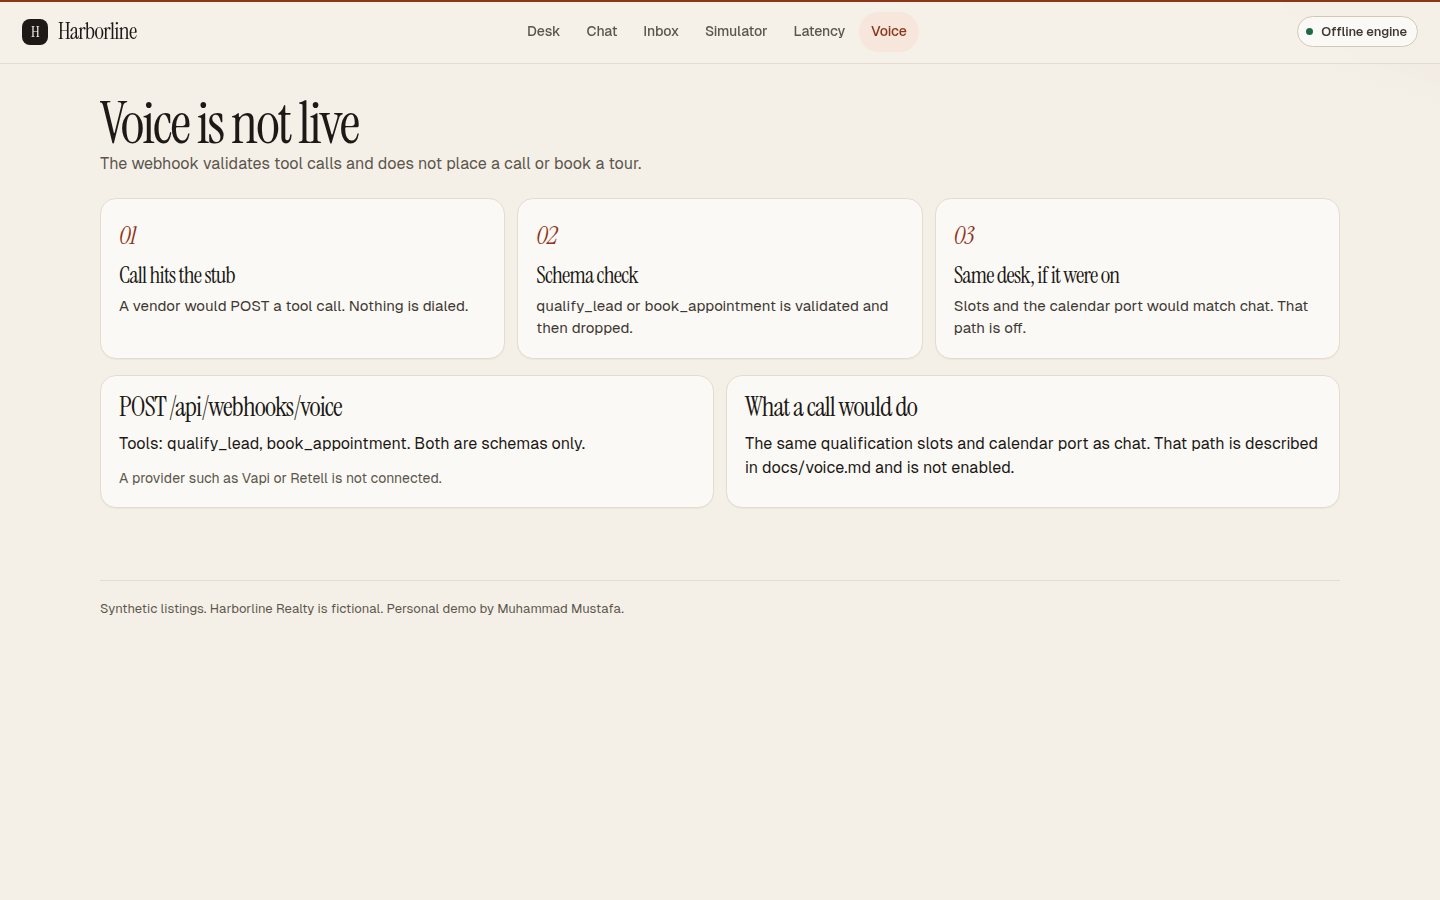 H Harborline
Desk Chat Inbox Simulator Latency Voice
Offline engine
Voice is not live
The webhook validates tool calls and does not place a call or book a tour.
01
Call hits the stub
A vendor would POST a tool call. Nothing is dialed.
02
Schema check
qualify_lead or book_appointment is validated and
then dropped.
03
Same desk, if it were on
Slots and the calendar port would match chat. That
path is off.
POST /api/webhooks/voice
Tools: qualify_lead, book_appointment. Both are schemas only.
A provider such as Vapi or Retell is not connected.
What a call would do
The same qualification slots and calendar port as chat. That path is described
in docs/voice.md and is not enabled.
Synthetic listings. Harborline Realty is fictional. Personal demo by Muhammad Mustafa.